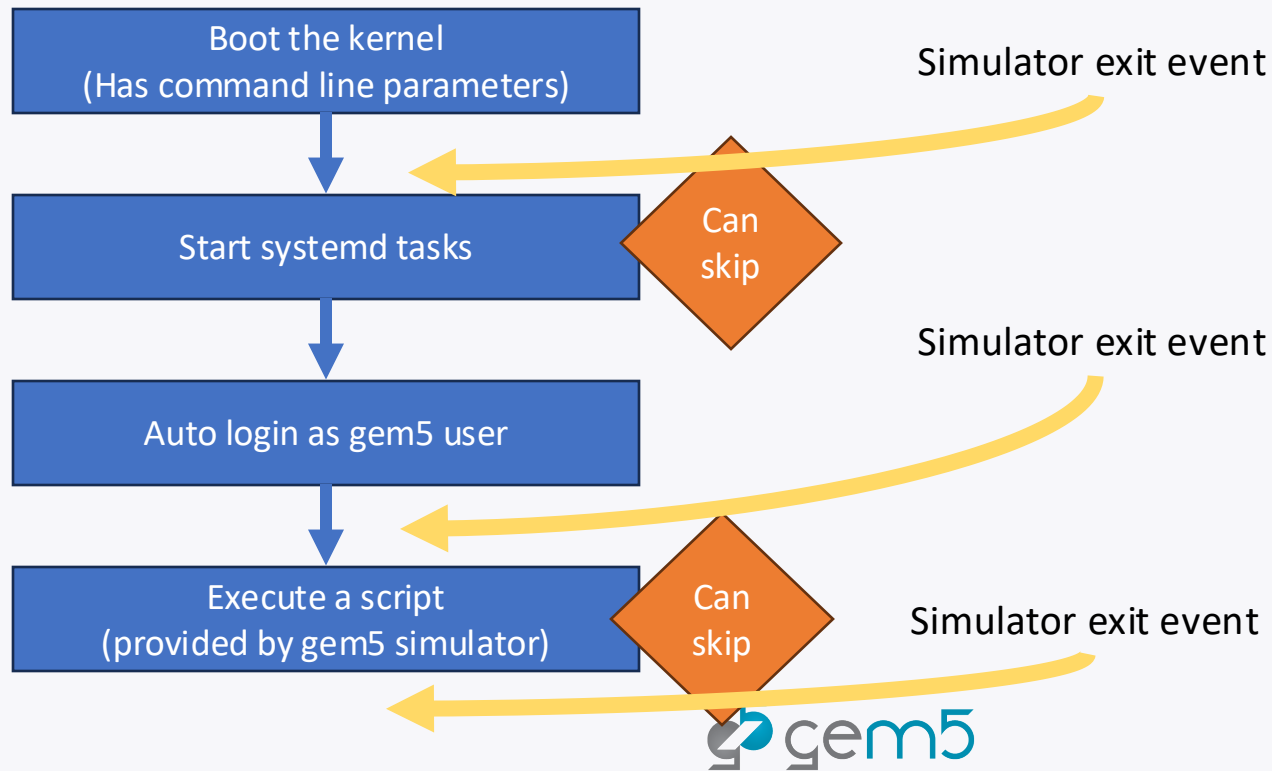 Boot the kernel
(Has command line parameters)
Simulator exit event
Start systemd tasks
Can
skip
Simulator exit event
Auto login as gem5 user
Execute a script
(provided by gem5 simulator)
Can
skip
Simulator exit event
gem5